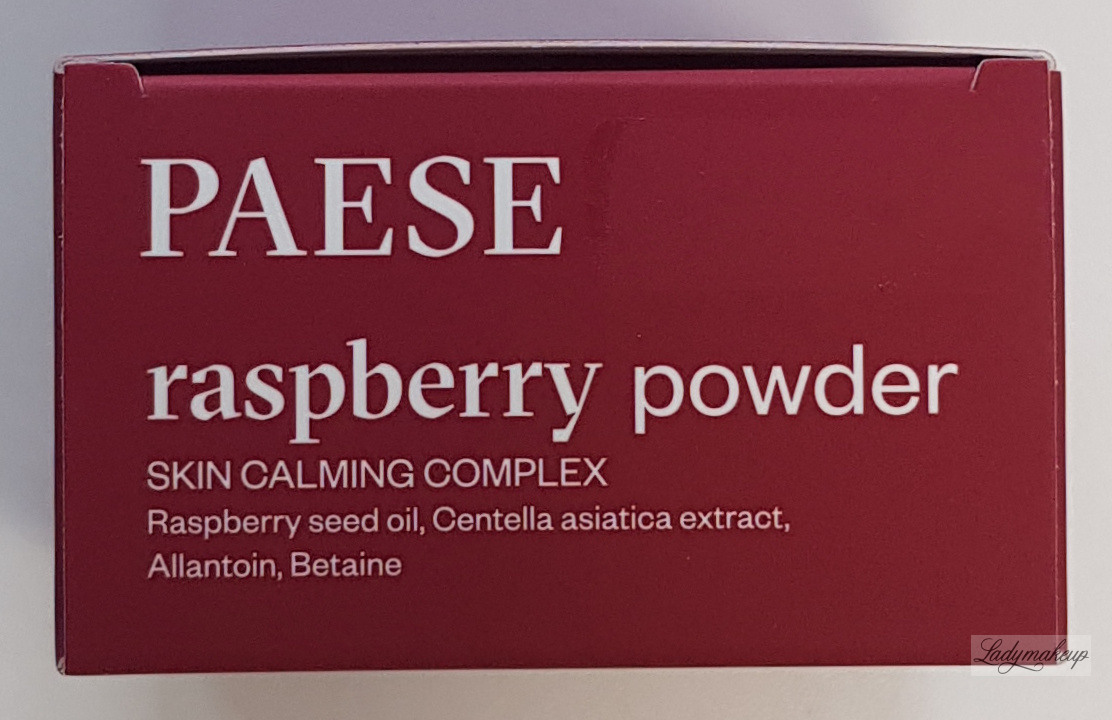 PAESE
raspberry powder
SKIN CALMING COMPLEX
Raspberry seed oil, Centella asiatica extract,
Allantoin, Betaine
Ladymakeup